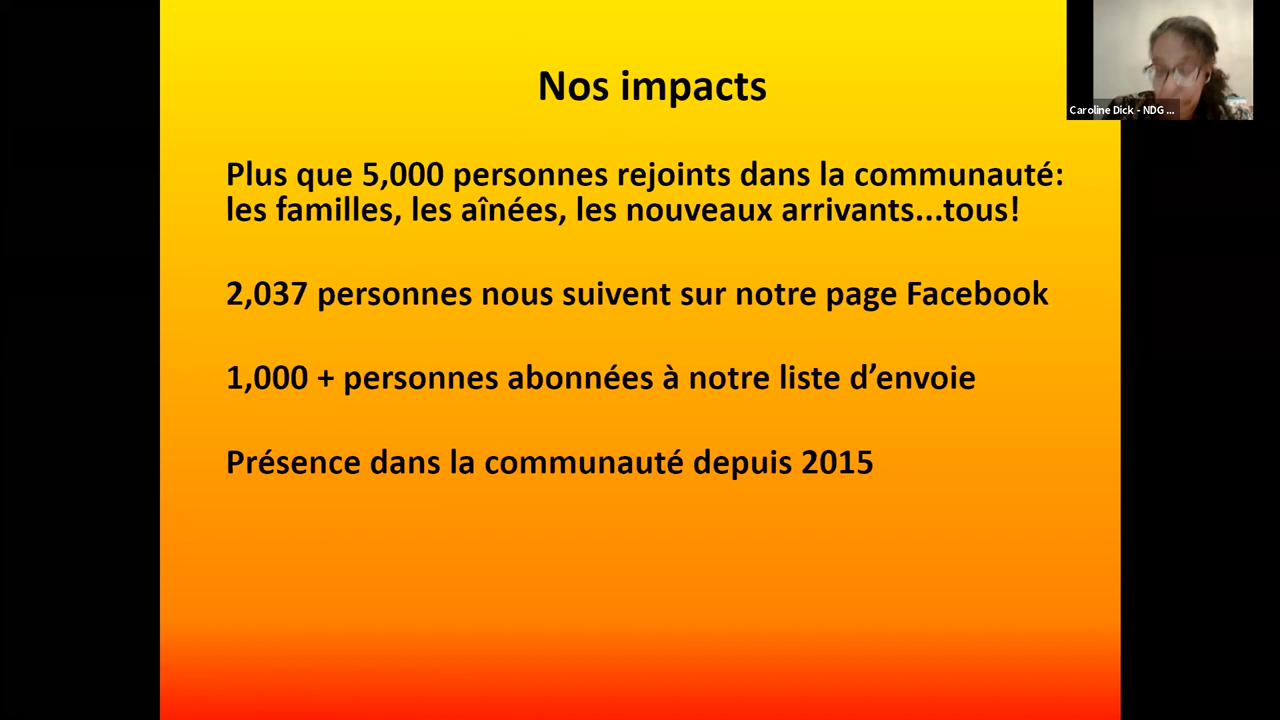 Nos impacts
Caroline Dick - NDG ...
Plus que 5,000 personnes rejoints dans la communauté:
les familles, les aînées, les nouveaux arrivants...tous!
2,037 personnes nous suivent sur notre page Facebook
1,000 + personnes abonnées à notre liste d’envoie
Présence dans la communauté depuis 2015